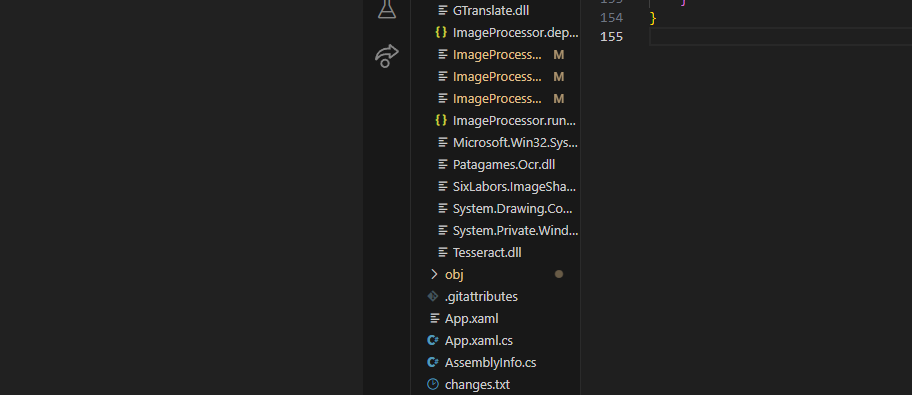 GTranslate.dll
{} ImageProcessor.dep...
ImageProcess... M
ImageProcess... M
ImageProcess... M
{} ImageProcessor.run...
Microsoft.Win32.Sys...
Patagames.Ocr.dll
SixLabors.ImageSha...
System.Drawing.Co...
System.Private.Wind...
Tesseract.dll
obj
.gitattributes
App.xaml
C# App.xaml.cs
C# AssemblyInfo.cs
changes.txt
153 }
154 }
155